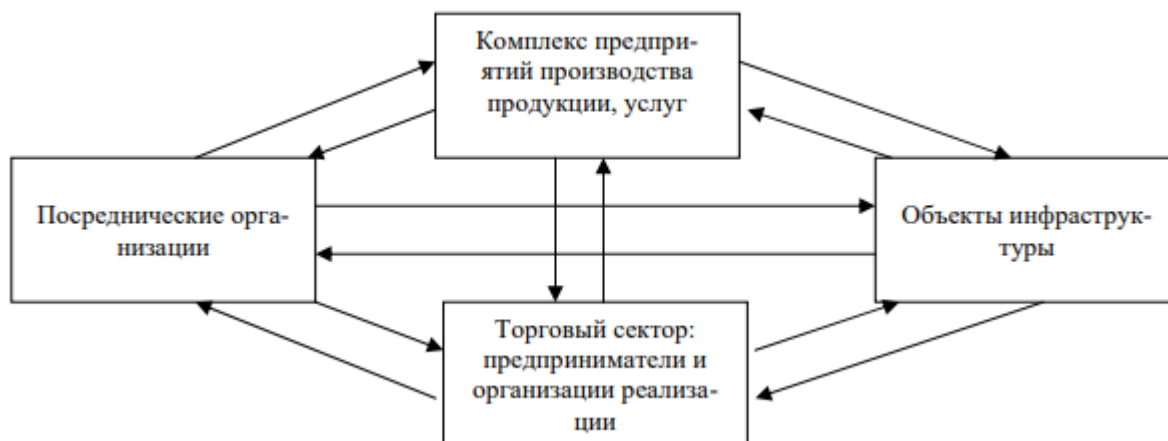 Комплекс предпри-
ятий производства
продукции, услуг
Посреднические орга-
низации
Объекты инфраструк-
туры
Торговый сектор:
предприниматели и
организации реализа-
ции